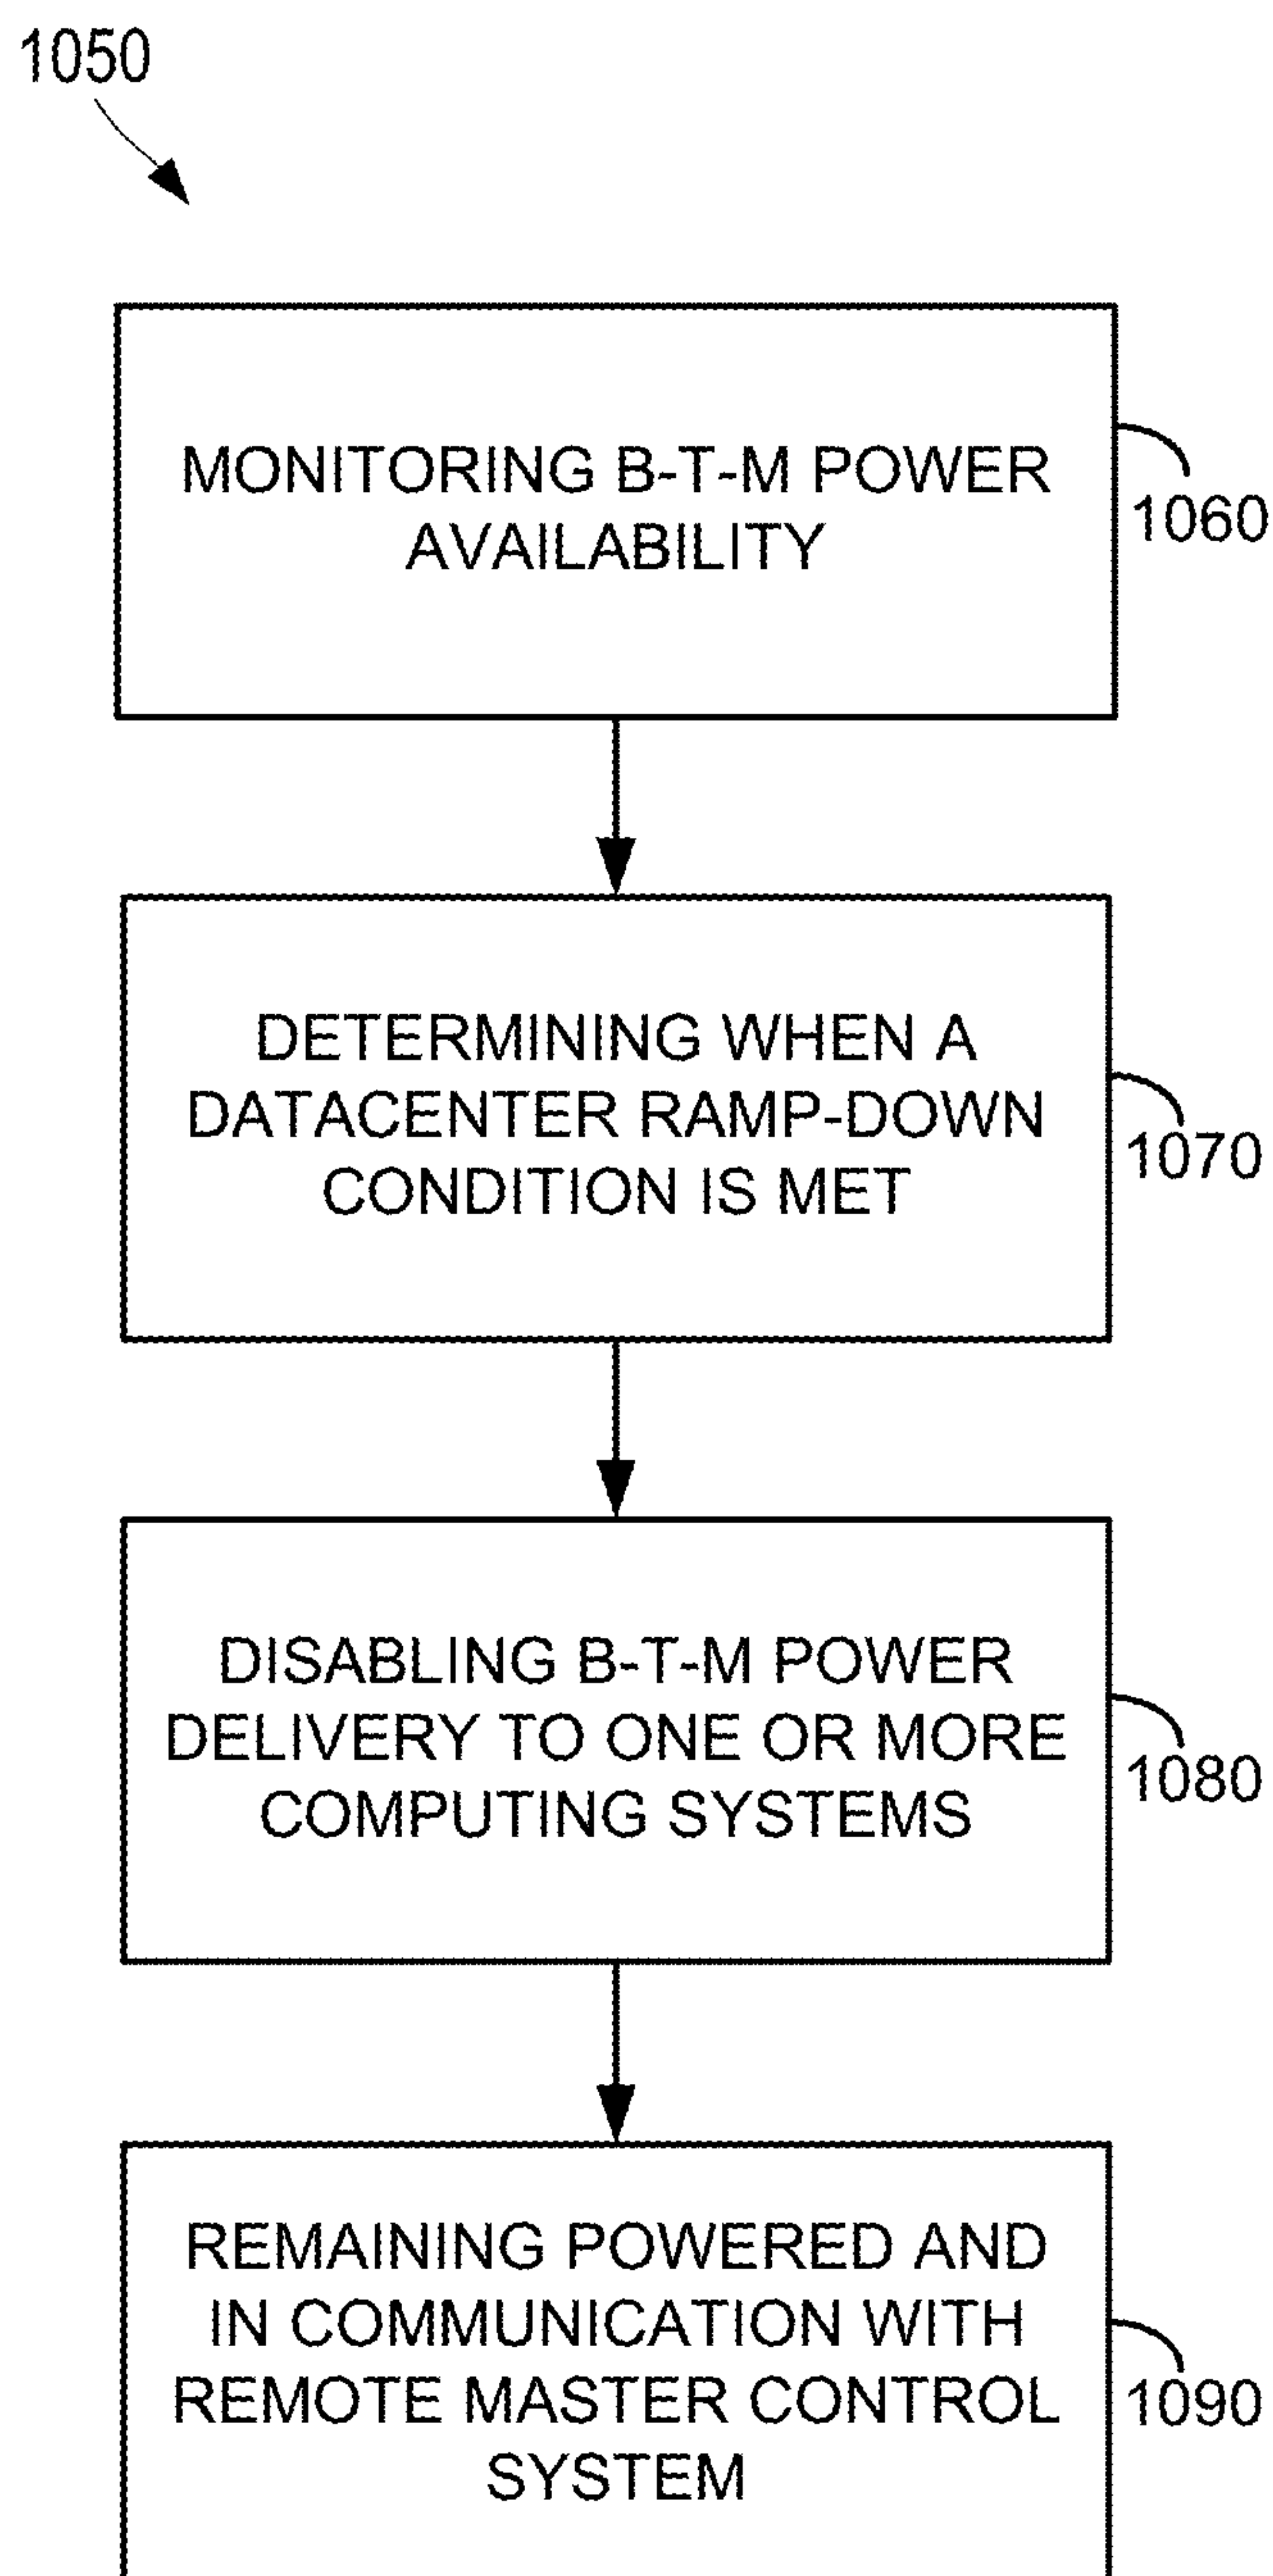 1050
MONITORING B-T-M POWER
AVAILABILITY
1060
DETERMINING WHEN A
DATACENTER RAMP-DOWN
CONDITION IS MET
1070
DISABLING B-T-M POWER
DELIVERY TO ONE OR MORE
COMPUTING SYSTEMS
1080
REMAINING POWERED AND
IN COMMUNICATION WITH
REMOTE MASTER CONTROL
SYSTEM
1090